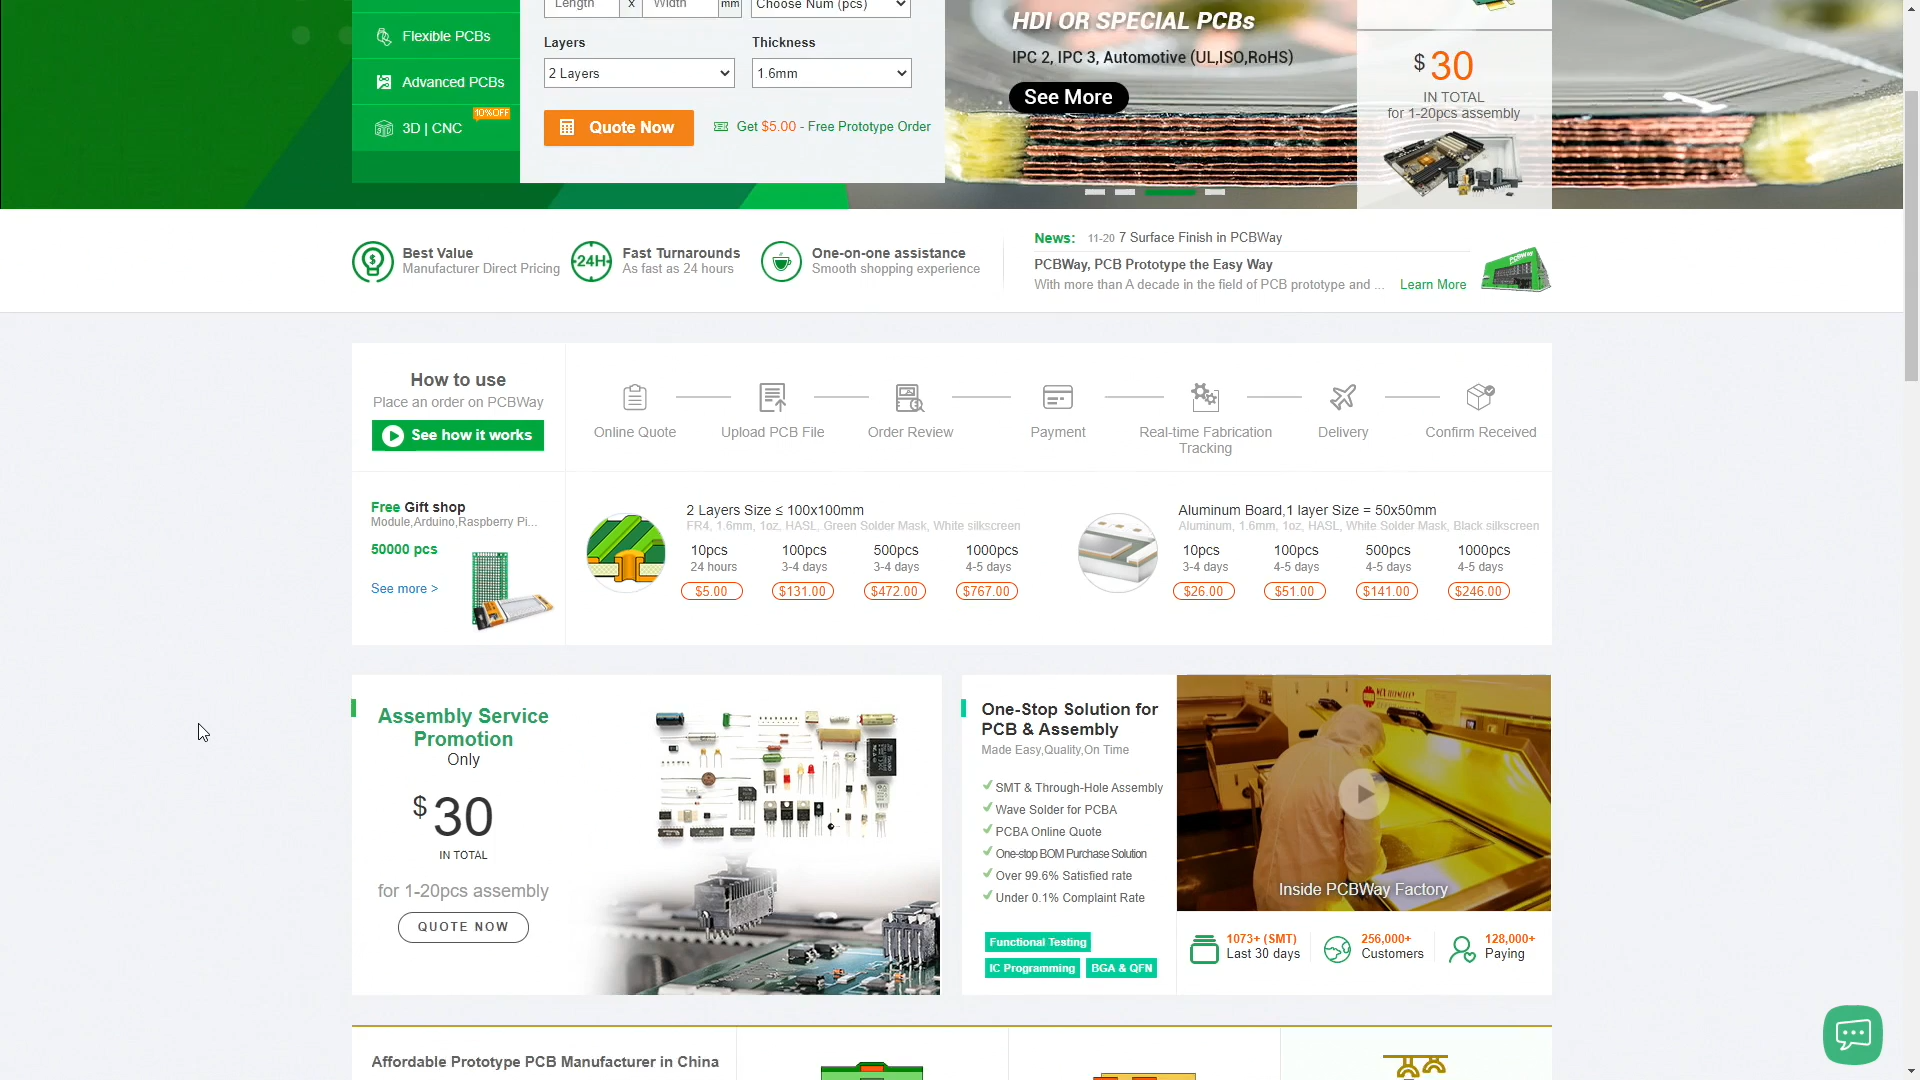 Length
x
Width
mm
Choose Num (pcs)
Flexible PCBs
Layers
Thickness
2 Layers
1.6mm
Advanced PCBs
10%OFF
3D | CNC
Quote Now
Get $5.00 - Free Prototype Order
HDI OR SPECIAL PCBs
IPC 2, IPC 3, Automotive (UL,ISO,RoHS)
See More
$ 30
IN TOTAL
for 1-20pcs assembly
Best Value
Manufacturer Direct Pricing
24H
Fast Turnarounds
As fast as 24 hours
One-on-one assistance
Smooth shopping experience
News: 11-20 7 Surface Finish in PCBWay
PCBWay, PCB Prototype the Easy Way
With more than A decade in the field of PCB prototype and ... Learn More
How to use
Place an order on PCBWay
See how it works
Online Quote
Upload PCB File
Order Review
Payment
Real-time Fabrication
Tracking
Delivery
Confirm Received
Free Gift shop
Module,Arduino,Raspberry Pi...
50000 pcs
See more >
2 Layers Size ≤ 100x100mm
FR4, 1.6mm, 1oz, HASL, Green Solder Mask, White silkscreen
10pcs 100pcs 500pcs 1000pcs
24 hours 3-4 days 3-4 days 4-5 days
$5.00 $131.00 $472.00 $767.00
Aluminum Board,1 layer Size = 50x50mm
Aluminum, 1.6mm, 1oz, HASL, White Solder Mask, Black silkscreen
10pcs 100pcs 500pcs 1000pcs
3-4 days 4-5 days 4-5 days 4-5 days
$26.00 $51.00 $141.00 $246.00
Assembly Service
Promotion
Only
$ 30
IN TOTAL
for 1-20pcs assembly
QUOTE NOW
One-Stop Solution for
PCB & Assembly
Made Easy,Quality,On Time
SMT & Through-Hole Assembly
Wave Solder for PCBA
PCBA Online Quote
One-stop BOM Purchase Solution
Over 99.6% Satisfied rate
Under 0.1% Complaint Rate
Functional Testing
IC Programming
BGA & QFN
Inside PCBWay Factory
1073+ (SMT)
Last 30 days
256,000+
Customers
128,000+
Paying
Affordable Prototype PCB Manufacturer in China